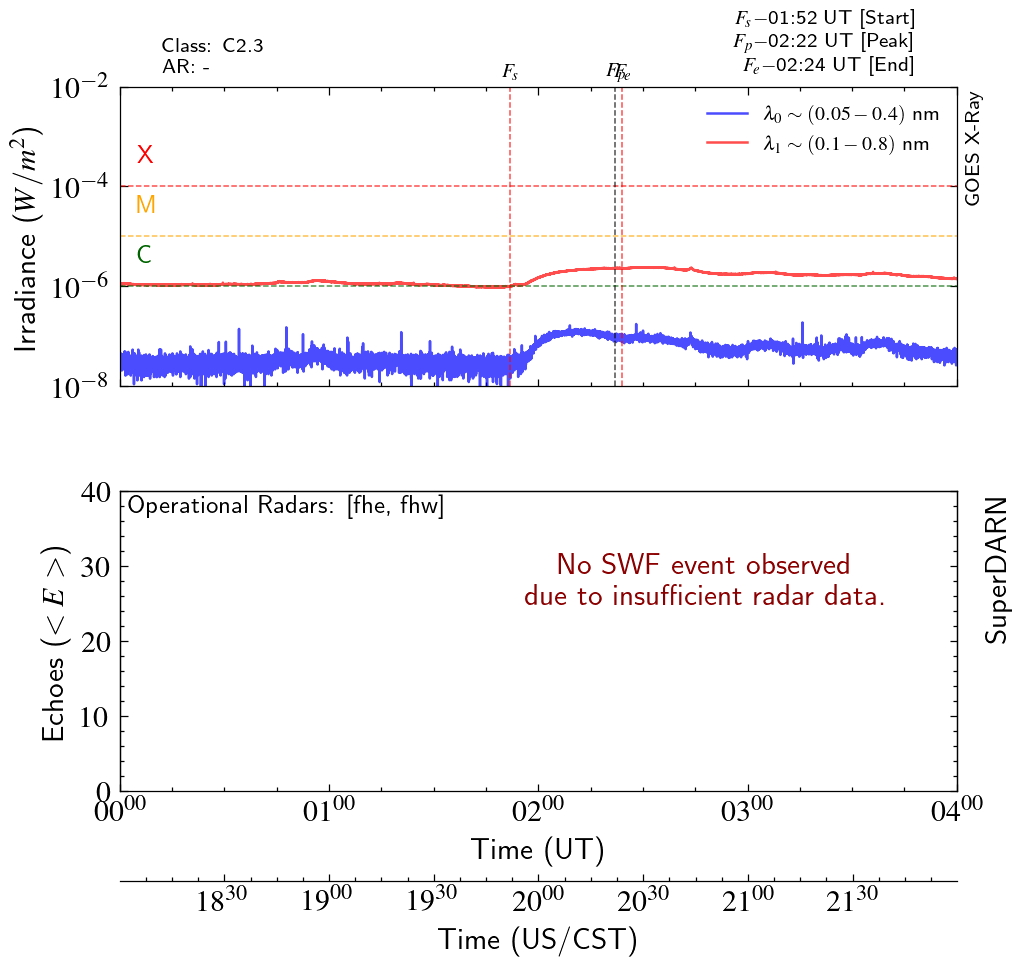 Fs−01:52 UT [Start]
Class: C2.3
Fp−02:22 UT [Peak]
AR: -
Fe−02:24 UT [End]
Fs
Fp
Fe
10⁻²
10⁻⁴
10⁻⁶
10⁻⁸
Irradiance (W/m²)
X
M
C
λ₀ ∼ (0.05 − 0.4) nm
λ₁ ∼ (0.1 − 0.8) nm
GOES X-Ray
Operational Radars: [fhe, fhw]
No SWF event observed
due to insufficient radar data.
40
30
20
10
0
Echoes (< E >)
SuperDARN
00⁰⁰ 01⁰⁰ 02⁰⁰ 03⁰⁰ 04⁰⁰
Time (UT)
18³⁰ 19⁰⁰ 19³⁰ 20⁰⁰ 20³⁰ 21⁰⁰ 21³⁰
Time (US/CST)